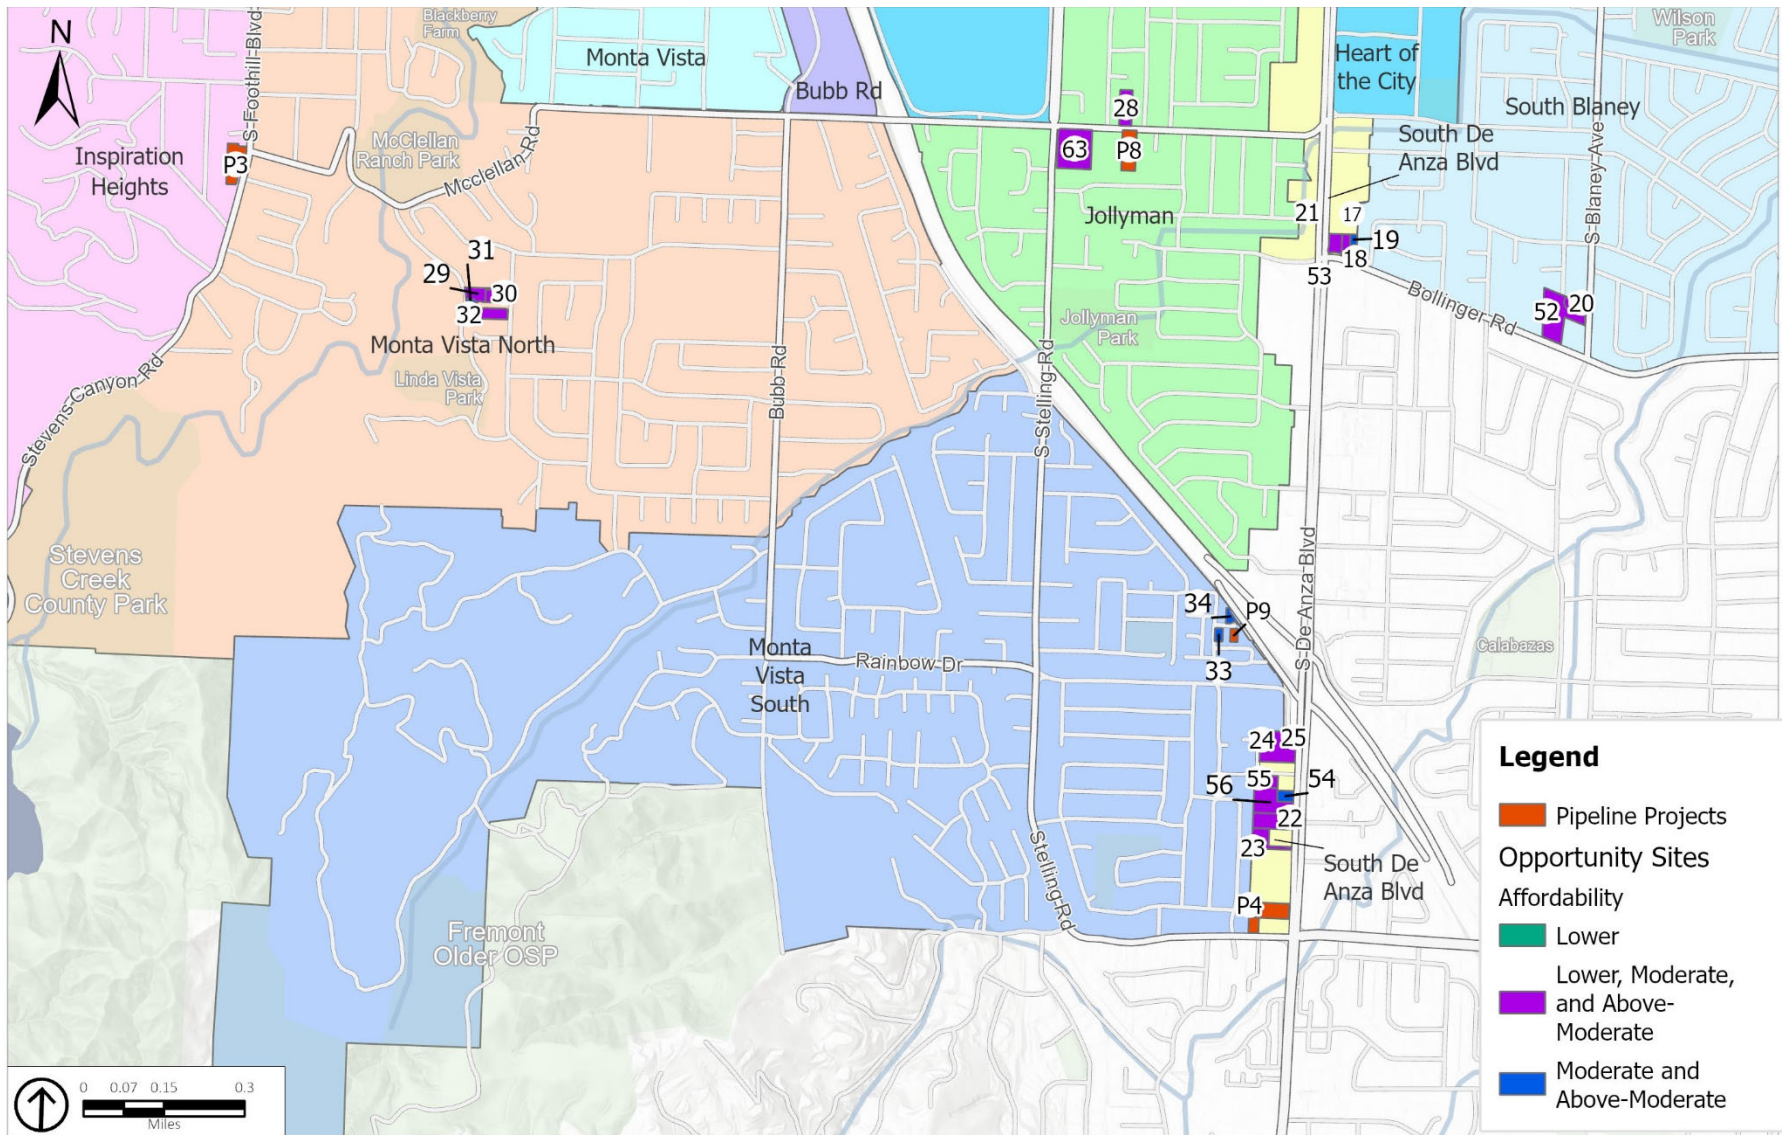 N
Blackberry
Farm
S Foothill Blvd
Monta Vista
Bubb Rd
Heart of
the City
Wilson
Park
South Blaney
S Blaney Ave
South De
Anza Blvd
Inspiration
Heights
P3
McClellan
Ranch Park
Mcclellan Rd
28
63
P8
Jollyman
21
17
19
18
53
Bollinger Rd
52
20
31
29
30
32
Monta Vista North
Linda Vista
Park
Bubb Rd
Jollyman
Park
S Stelling Rd
Stevens Canyon Rd
Stevens
Creek
County Park
S De Anza Blvd
34
P9
33
Calabazas
Monta
Vista
South
Rainbow Dr
24
25
55
54
56
22
23
South De
Anza Blvd
Stelling Rd
P4
Fremont
Older OSP
Legend
Pipeline Projects
Opportunity Sites
Affordability
Lower
Lower, Moderate,
and Above-
Moderate
Moderate and
Above-Moderate
0 0.07 0.15 0.3
Miles